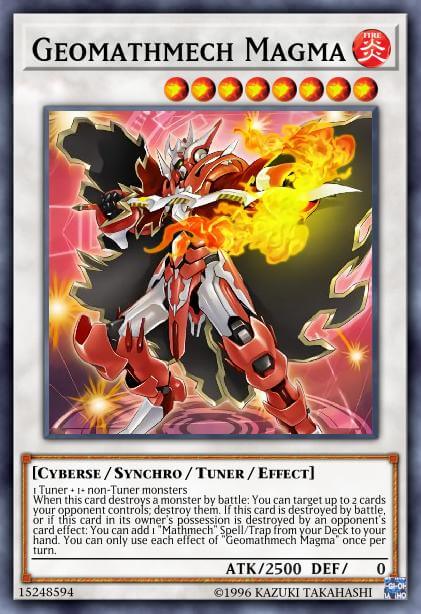 GEOMATHMECH MAGMA
FIRE
炎
[CYBERSE / SYNCHRO / TUNER / EFFECT]
1 Tuner + 1+ non-Tuner monsters
When this card destroys a monster by battle: You can target up to 2 cards
your opponent controls; destroy them. If this card is destroyed by battle,
or if this card in its owner's possession is destroyed by an opponent's
card effect: You can add 1 "Mathmech" Spell/Trap from your Deck to your
hand. You can only use each effect of "Geomathmech Magma" once per
turn.
ATK/2500 DEF/ 0
15248594 ©1996 KAZUKI TAKAHASHI